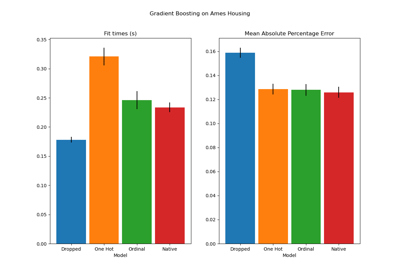 Gradient Boosting on Ames Housing
Fit times (s)
0.35
0.30
0.25
0.20
0.15
0.10
0.05
0.00
Dropped One Hot Ordinal Native
Model
Mean Absolute Percentage Error
0.16
0.14
0.12
0.10
0.08
0.06
0.04
0.02
0.00
Dropped One Hot Ordinal Native
Model